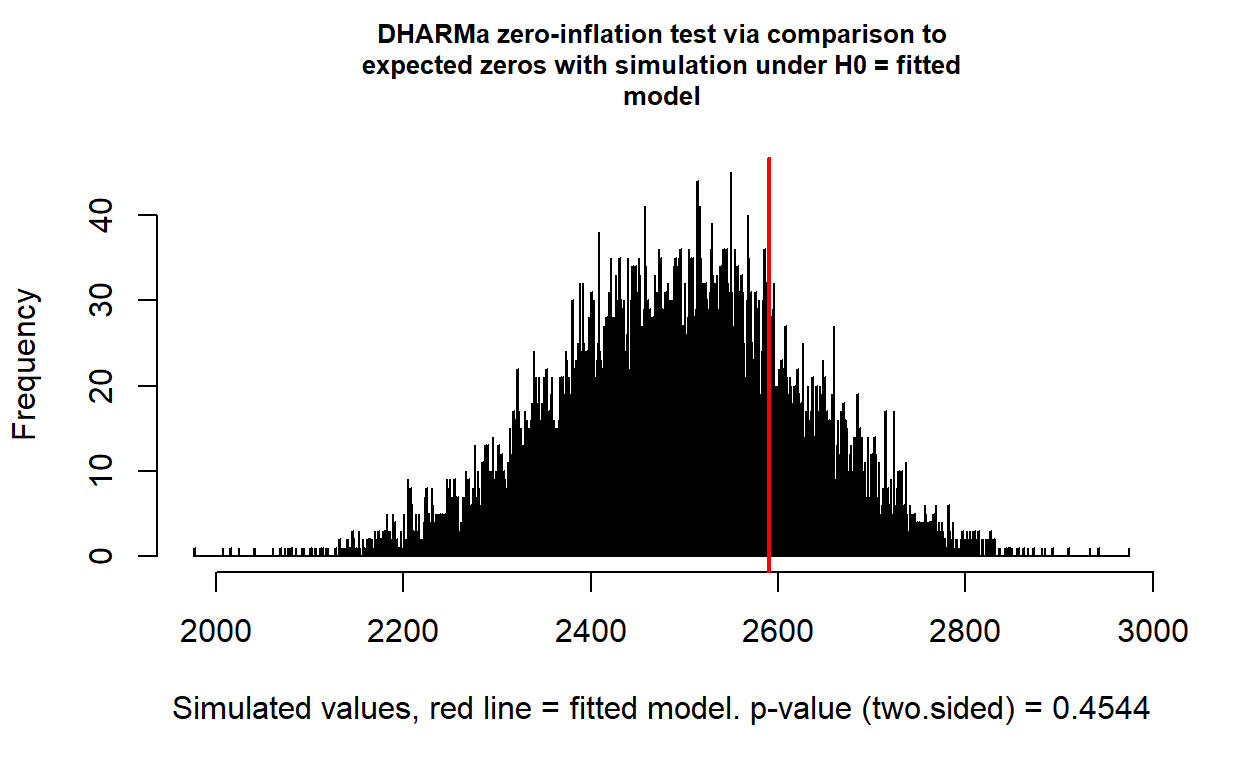 DHARMa zero-inflation test via comparison to
expected zeros with simulation under H0 = fitted
model
Frequency
40
30
20
10
0
2000 2200 2400 2600 2800 3000
Simulated values, red line = fitted model. p-value (two.sided) = 0.4544